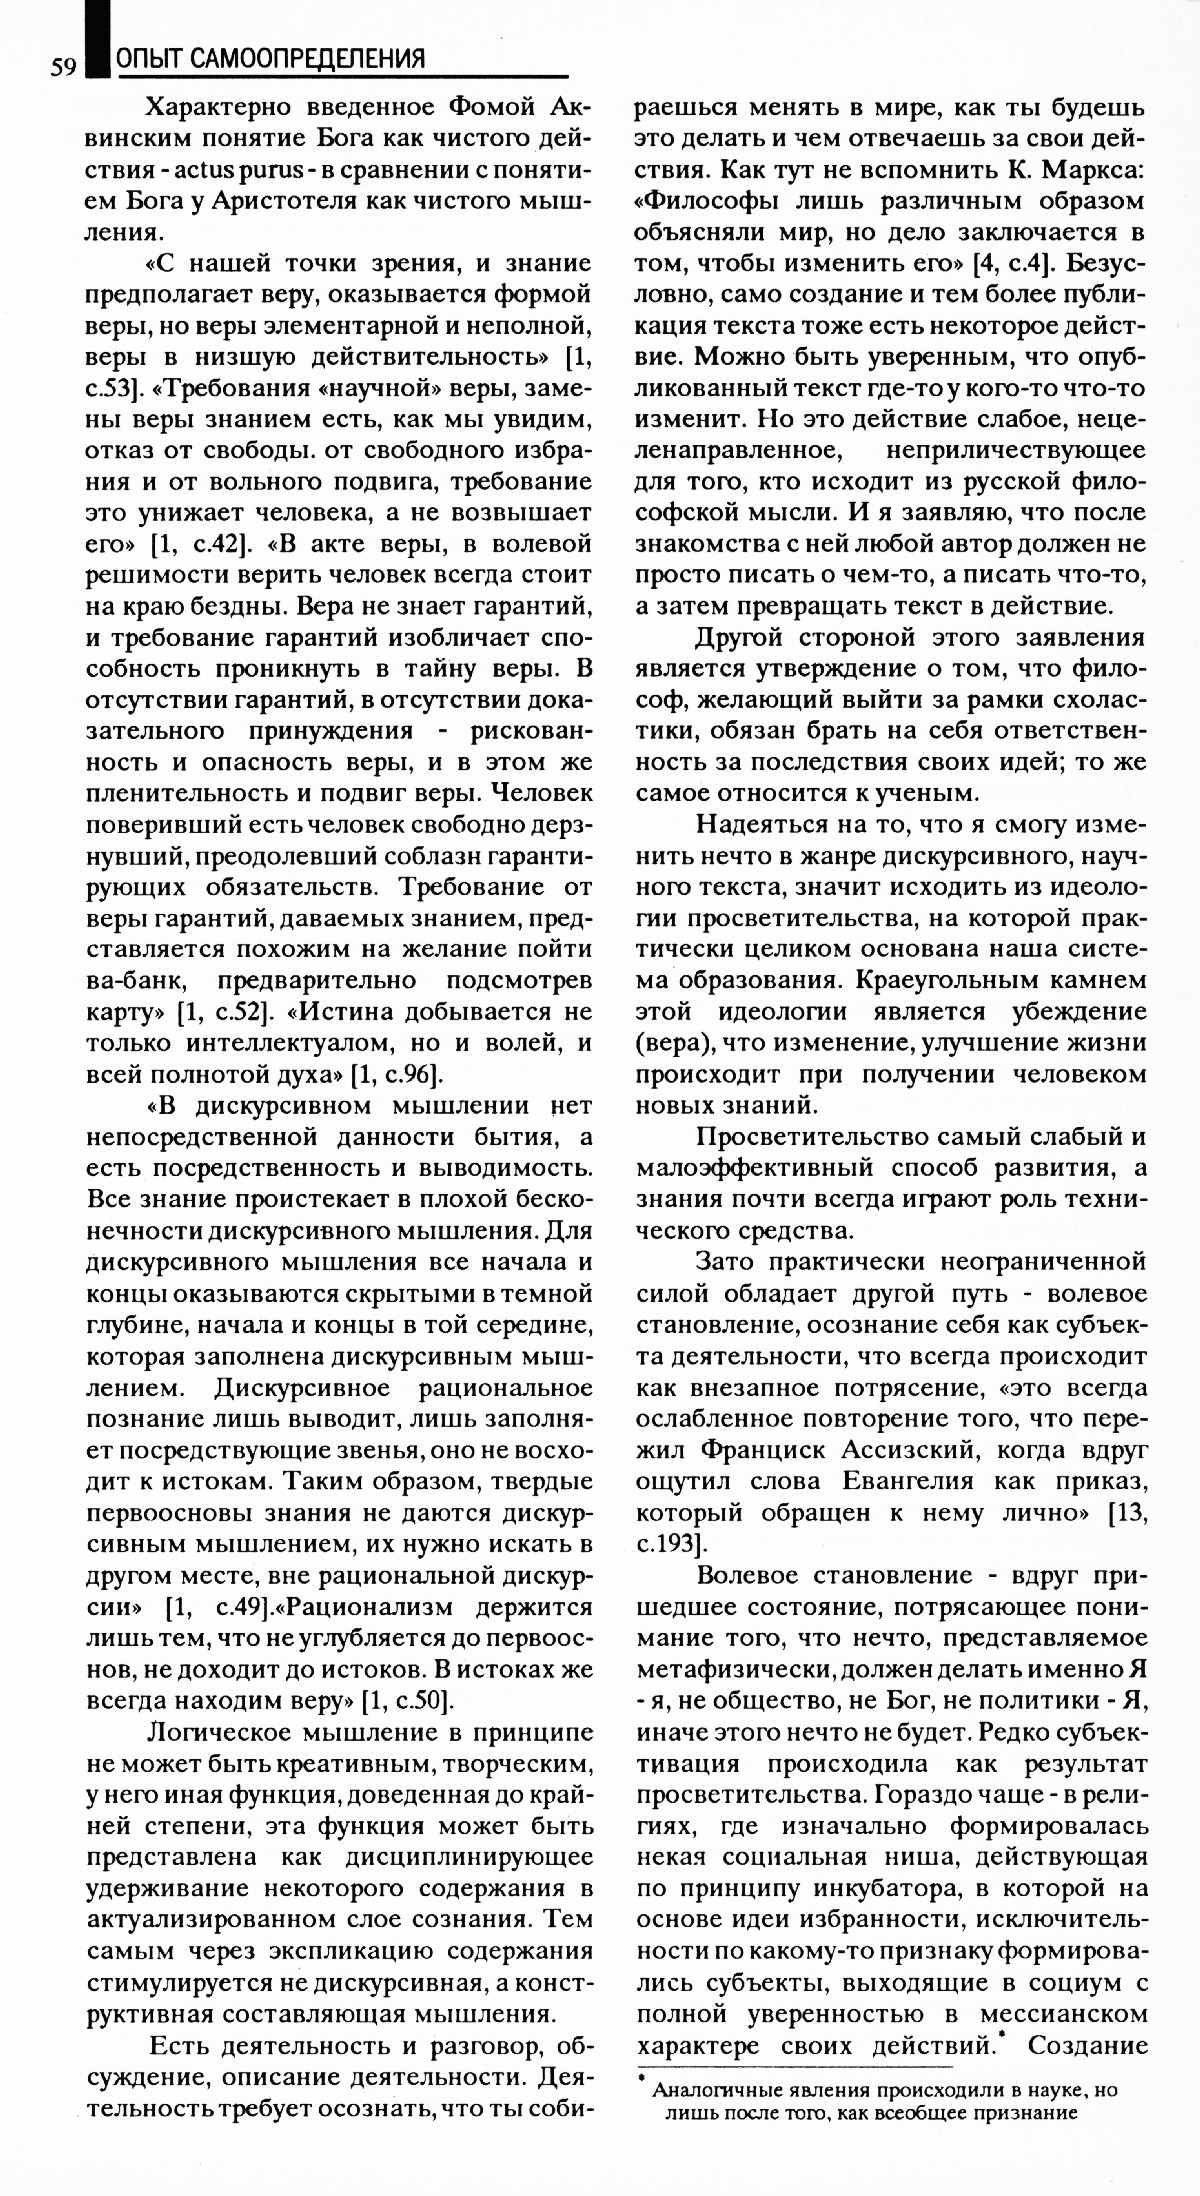 59
ОПЫТ САМООПРЕДЕЛЕНИЯ
Характерно введенное Фомой Ак-
винским понятие Бога как чистого дей-
ствия - actus purus - в сравнении с поняти-
ем Бога у Аристотеля как чистого мыш-
ления.
«С нашей точки зрения, и знание
предполагает веру, оказывается формой
веры, но веры элементарной и неполной,
веры в низшую действительность» [1,
с.53]. «Требования «научной» веры, заме-
ны веры знанием есть, как мы увидим,
отказ от свободы. от свободного избра-
ния и от вольного подвига, требование
это унижает человека, а не возвышает
его» [1, с.42]. «В акте веры, в волевой
решимости верить человек всегда стоит
на краю бездны. Вера не знает гарантий,
и требование гарантий изобличает спо-
собность проникнуть в тайну веры. В
отсутствии гарантий, в отсутствии дока-
зательного принуждения - рискован-
ность и опасность веры, и в этом же
пленительность и подвиг веры. Человек
поверивший есть человек свободно дерз-
нувший, преодолевший соблазн гаранти-
рующих обязательств. Требование от
веры гарантий, даваемых знанием, пред-
ставляется похожим на желание пойти
ва-банк, предварительно подсмотрев
карту» [1, с.52]. «Истина добывается не
только интеллектуалом, но и волей, и
всей полнотой духа» [1, с.96].
«В дискурсивном мышлении нет
непосредственной данности бытия, а
есть посредственность и выводимость.
Все знание проистекает в плохой беско-
нечности дискурсивного мышления. Для
дискурсивного мышления все начала и
концы оказываются скрытыми в темной
глубине, начала и концы в той середине,
которая заполнена дискурсивным мыш-
лением. Дискурсивное рациональное
познание лишь выводит, лишь заполня-
ет посредствующие звенья, оно не восхо-
дит к истокам. Таким образом, твердые
первоосновы знания не даются дискур-
сивным мышлением, их нужно искать в
другом месте, вне рациональной дискур-
сии» [1, с.49].«Рационализм держится
лишь тем, что не углубляется до первоос-
нов, не доходит до истоков. В истоках же
всегда находим веру» [1, с.50].
Логическое мышление в принципе
не может быть креативным, творческим,
у него иная функция, доведенная до край-
ней степени, эта функция может быть
представлена как дисциплинирующее
удерживание некоторого содержания в
актуализированном слое сознания. Тем
самым через экспликацию содержания
стимулируется не дискурсивная, а конст-
руктивная составляющая мышления.
Есть деятельность и разговор, об-
суждение, описание деятельности. Дея-
тельность требует осознать, что ты соби-
раешься менять в мире, как ты будешь
это делать и чем отвечаешь за свои дей-
ствия. Как тут не вспомнить К. Маркса:
«Философы лишь различным образом
объясняли мир, но дело заключается в
том, чтобы изменить его» [4, с.4]. Безус-
ловно, само создание и тем более публи-
кация текста тоже есть некоторое дейст-
вие. Можно быть уверенным, что опуб-
ликованный текст где-то у кого-то что-то
изменит. Но это действие слабое, неце-
ленаправленное, неприличествующее
для того, кто исходит из русской фило-
софской мысли. И я заявляю, что после
знакомства с ней любой автор должен не
просто писать о чем-то, а писать что-то,
а затем превращать текст в действие.
Другой стороной этого заявления
является утверждение о том, что фило-
соф, желающий выйти за рамки схолас-
тики, обязан брать на себя ответствен-
ность за последствия своих идей; то же
самое относится к ученым.
Надеяться на то, что я смогу изме-
нить нечто в жанре дискурсивного, науч-
ного текста, значит исходить из идеоло-
гии просветительства, на которой прак-
тически целиком основана наша систе-
ма образования. Краеугольным камнем
этой идеологии является убеждение
(вера), что изменение, улучшение жизни
происходит при получении человеком
новых знаний.
Просветительство самый слабый и
малоэффективный способ развития, а
знания почти всегда играют роль техни-
ческого средства.
Зато практически неограниченной
силой обладает другой путь - волевое
становление, осознание себя как субъек-
та деятельности, что всегда происходит
как внезапное потрясение, «это всегда
ослабленное повторение того, что пере-
жил Франциск Ассизский, когда вдруг
ощутил слова Евангелия как приказ,
который обращен к нему лично» [13,
с.193].
Волевое становление - вдруг при-
шедшее состояние, потрясающее пони-
мание того, что нечто, представляемое
метафизически, должен делать именно Я
- я, не общество, не Бог, не политики - Я,
иначе этого нечто не будет. Редко субъек-
тивация происходила как результат
просветительства. Гораздо чаще - в рели-
гиях, где изначально формировалась
некая социальная ниша, действующая
по принципу инкубатора, в которой на
основе идеи избранности, исключитель-
ности по какому-то признаку формирова-
лись субъекты, выходящие в социум с
полной уверенностью в мессианском
характере своих действий.* Создание
* Аналогичные явления происходили в науке, но
лишь после того, как всеобщее признание